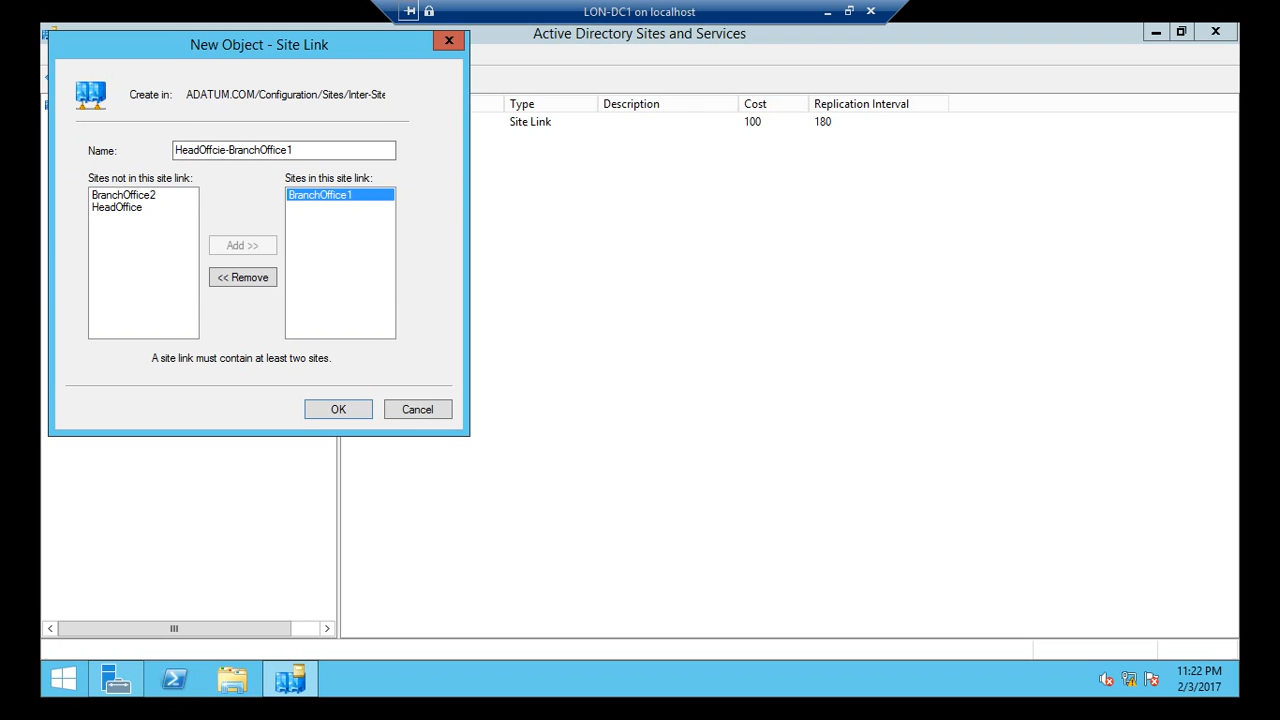 LON-DC1 on localhost
Active Directory Sites and Services
New Object - Site Link
Create in: ADATUM.COM/Configuration/Sites/Inter-Site
Type Description Cost Replication Interval
Site Link 100 180
Name: HeadOffcie-BranchOffice1
Sites not in this site link: Sites in this site link:
BranchOffice2 BranchOffice1
HeadOffice
Add >>
<< Remove
A site link must contain at least two sites.
OK Cancel
11:22 PM
2/3/2017